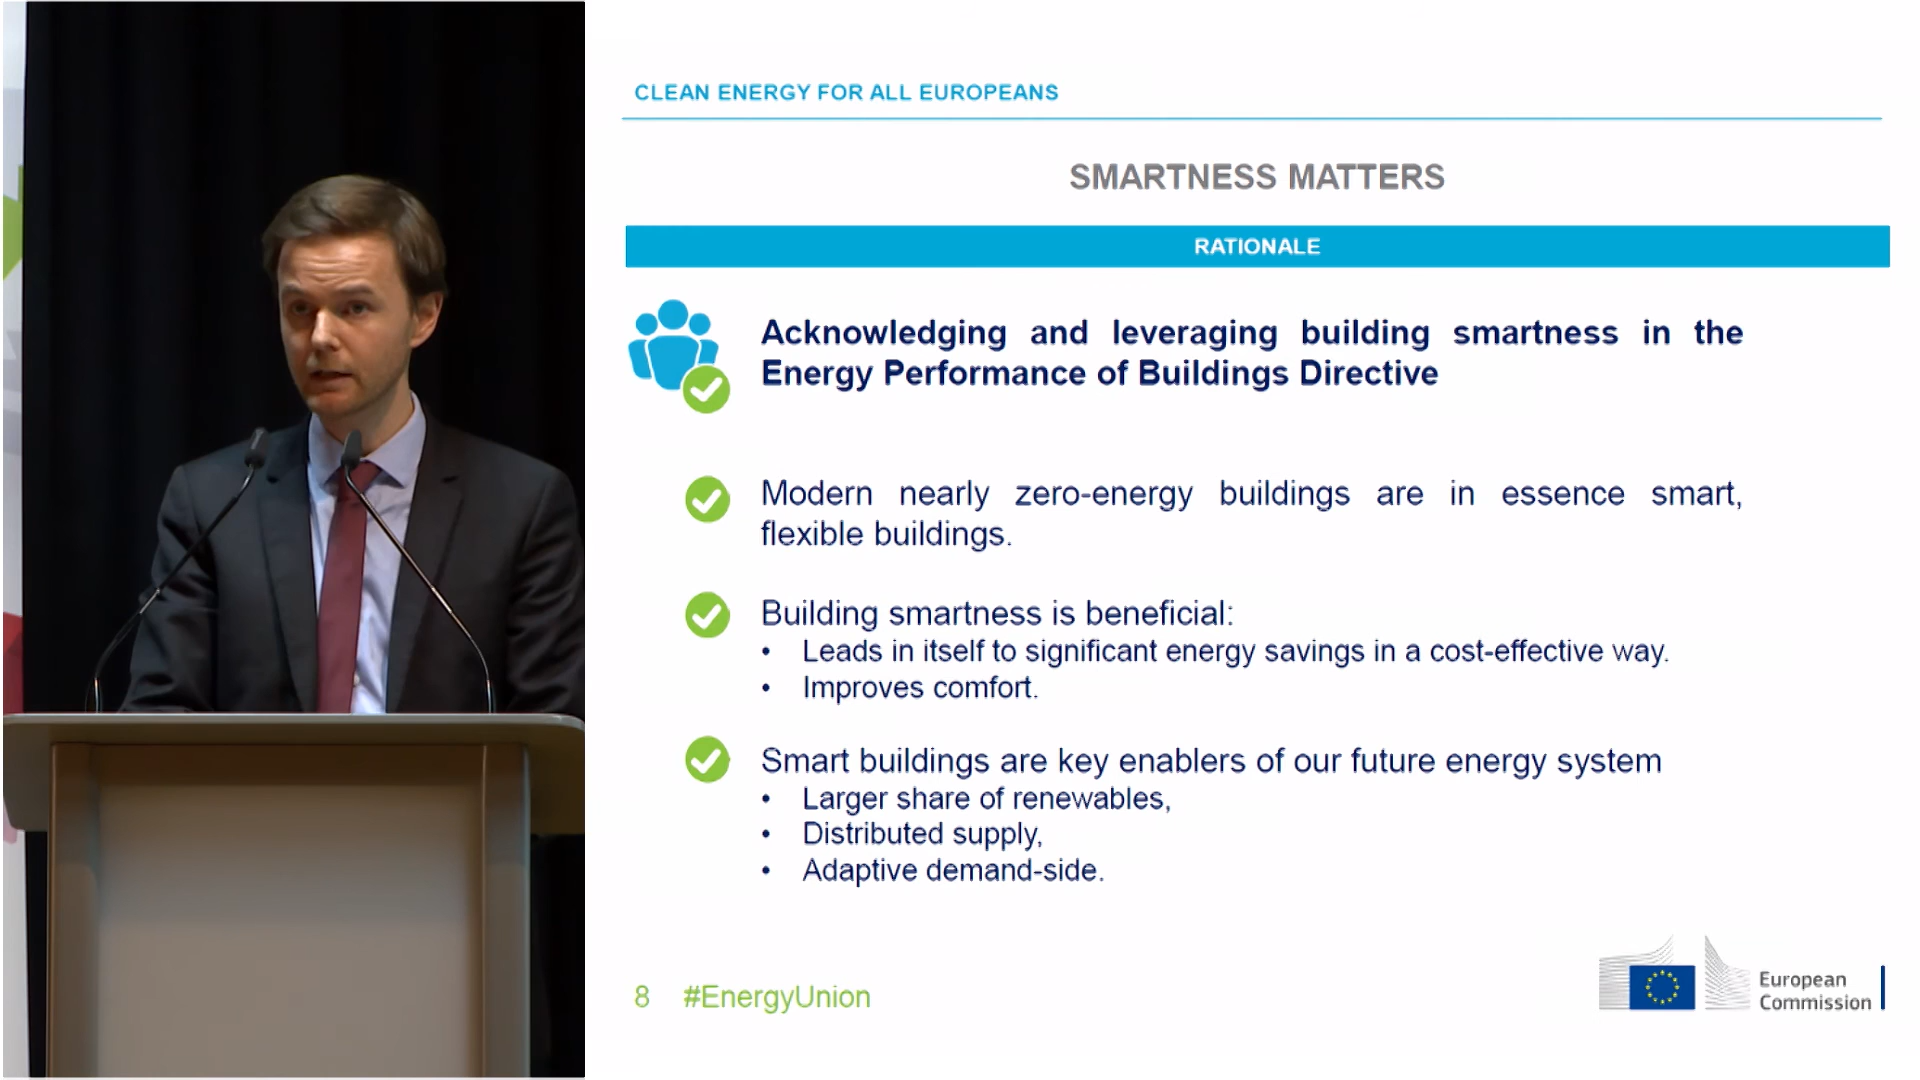 CLEAN ENERGY FOR ALL EUROPEANS
SMARTNESS MATTERS
RATIONALE
Acknowledging and leveraging building smartness in the
Energy Performance of Buildings Directive
Modern nearly zero-energy buildings are in essence smart,
flexible buildings.
Building smartness is beneficial:
• Leads in itself to significant energy savings in a cost-effective way.
• Improves comfort.
Smart buildings are key enablers of our future energy system
• Larger share of renewables,
• Distributed supply,
• Adaptive demand-side.
8 #EnergyUnion
European
Commission